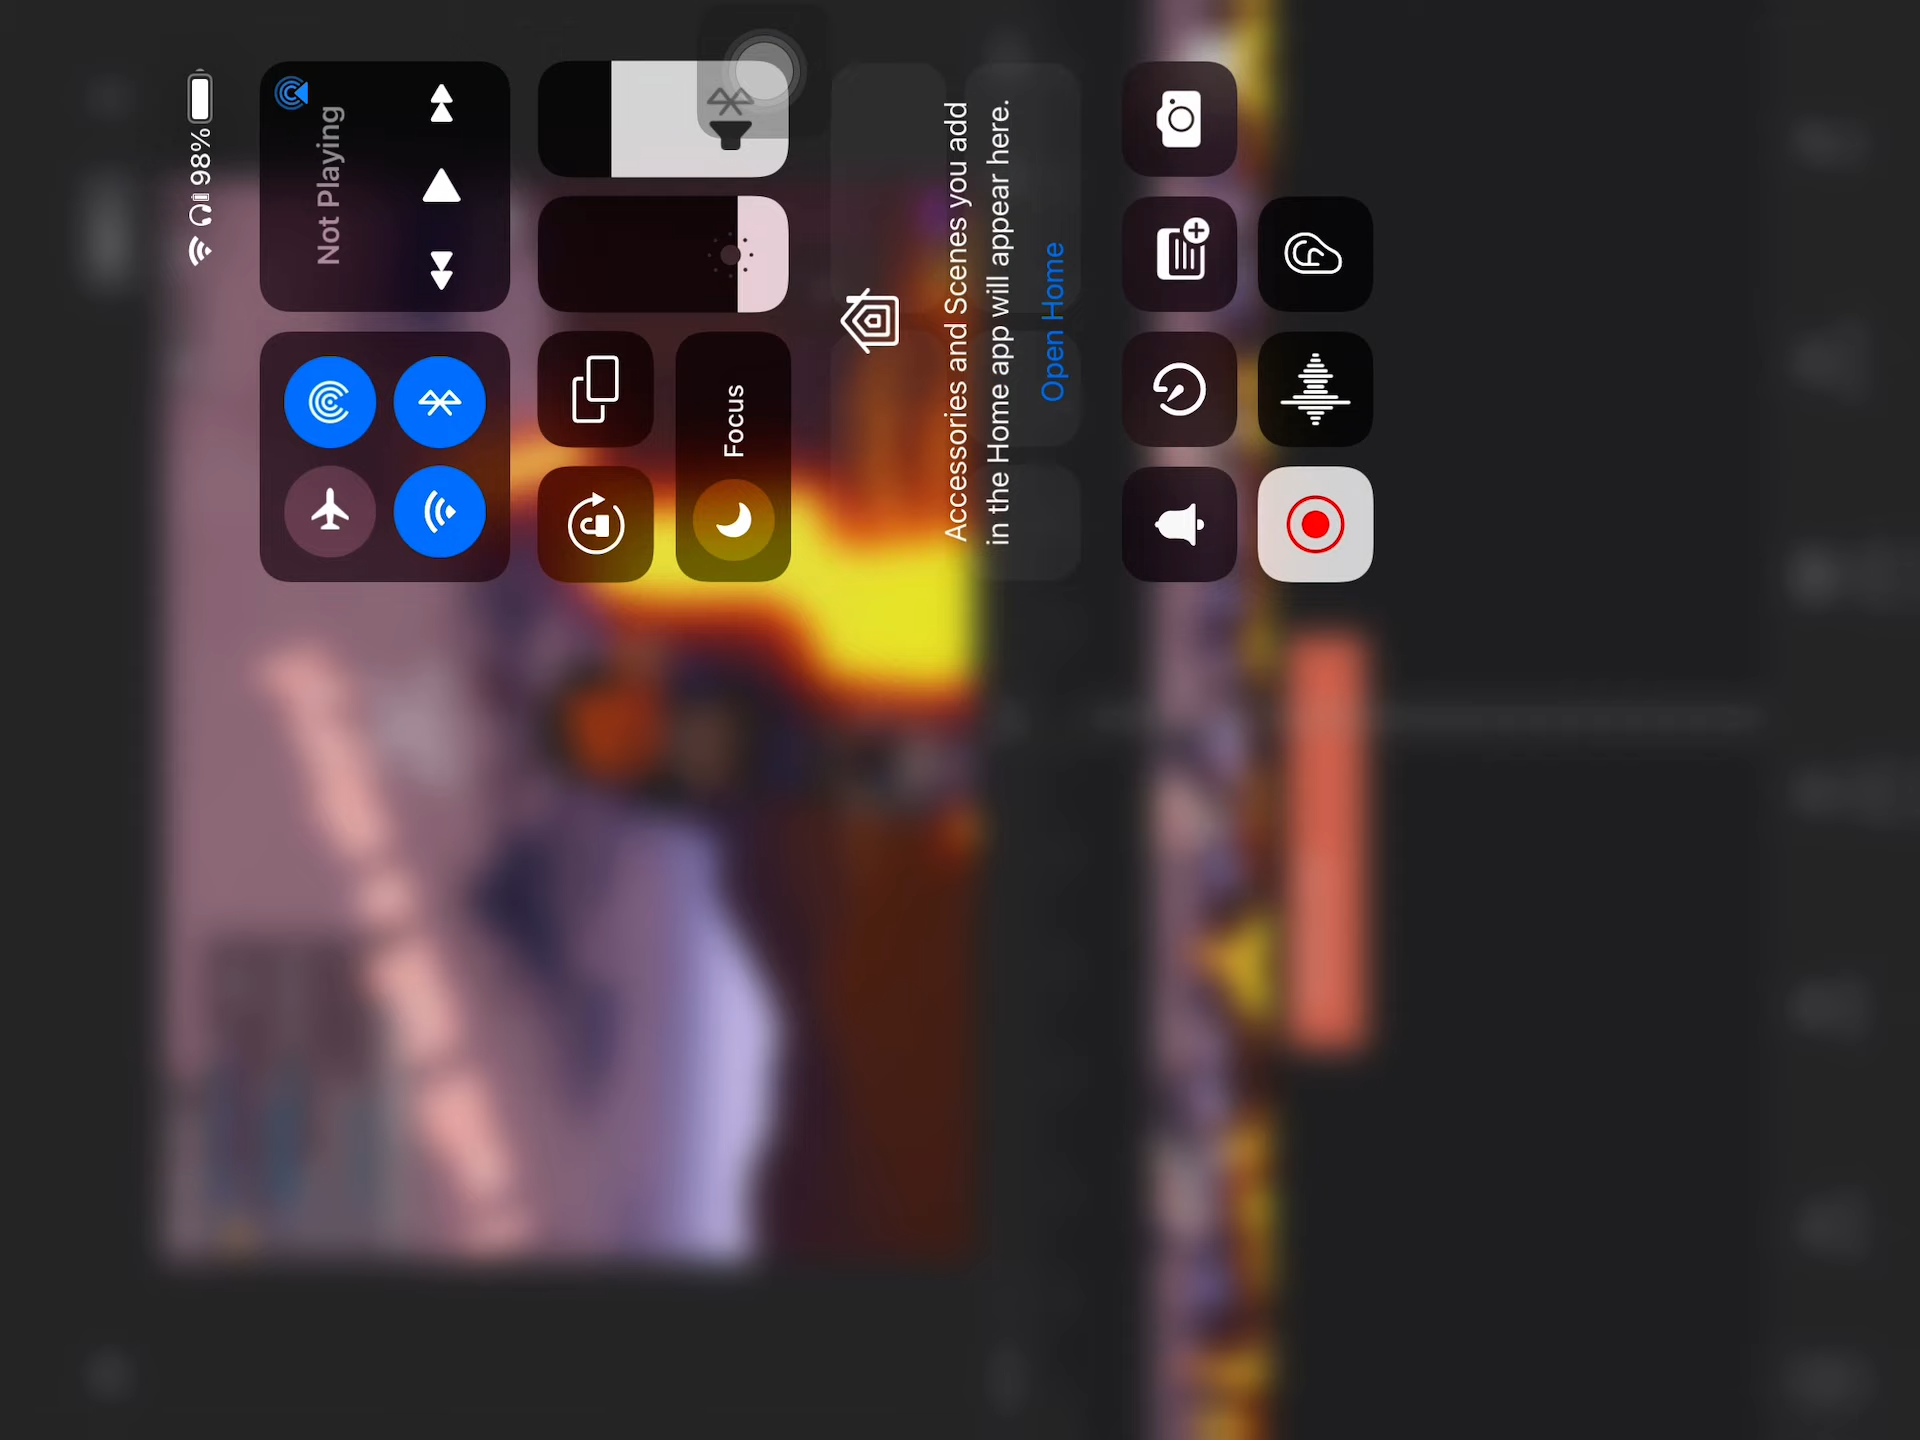 98%
Not Playing
Focus
Accessories and Scenes you add
in the Home app will appear here.
Open Home